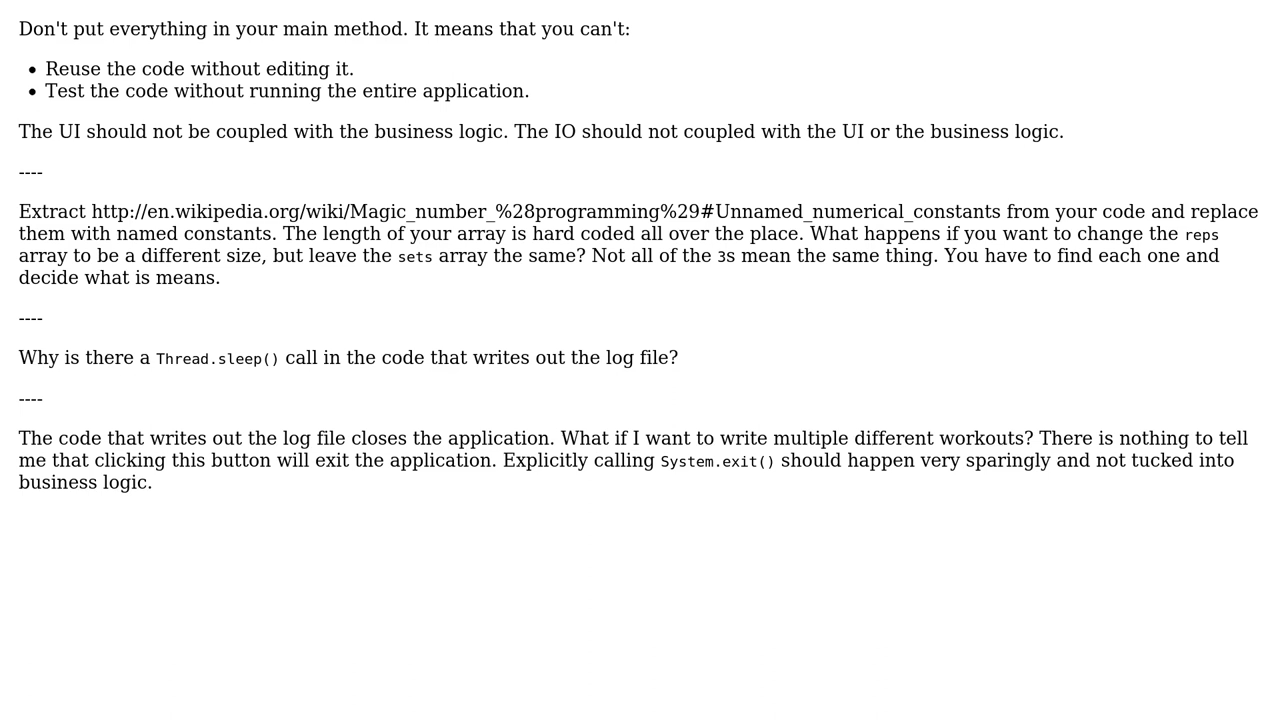 Don't put everything in your main method. It means that you can't:
• Reuse the code without editing it.
• Test the code without running the entire application.
The UI should not be coupled with the business logic. The IO should not coupled with the UI or the business logic.
----
Extract http://en.wikipedia.org/wiki/Magic_number_%28programming%29#Unnamed_numerical_constants from your code and replace
them with named constants. The length of your array is hard coded all over the place. What happens if you want to change the reps
array to be a different size, but leave the sets array the same? Not all of the 3s mean the same thing. You have to find each one and
decide what is means.
----
Why is there a Thread.sleep() call in the code that writes out the log file?
----
The code that writes out the log file closes the application. What if I want to write multiple different workouts? There is nothing to tell
me that clicking this button will exit the application. Explicitly calling System.exit() should happen very sparingly and not tucked into
business logic.